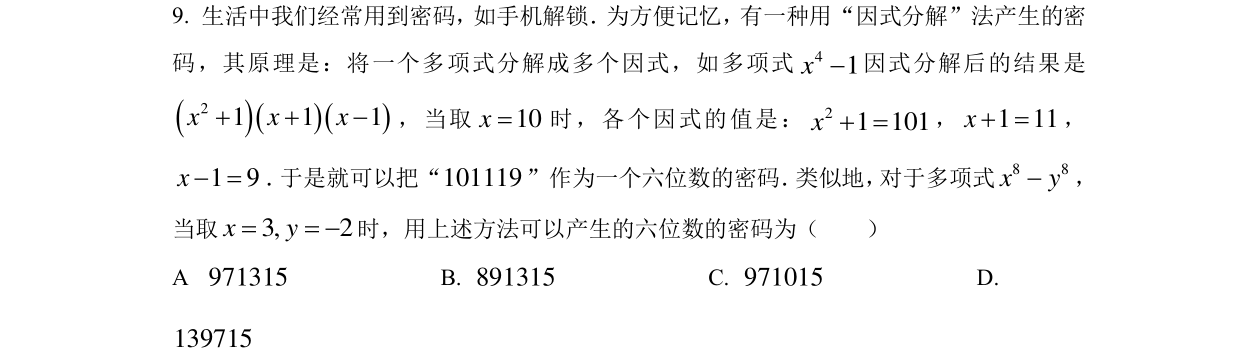 9. 生活中我们经常用到密码，如手机解锁．为方便记忆，有一种用“因式分解”法产生的密
码，其原理是：将一个多项式分解成多个因式，如多项式 x⁴ −1 因式分解后的结果是
(x² +1)(x+1)(x−1)，当取 x =10 时，各个因式的值是：x² +1=101，x+1=11，
x−1=9．于是就可以把“101119”作为一个六位数的密码．类似地，对于多项式 x⁸ − y⁸，
当取 x = 3, y = −2 时，用上述方法可以产生的六位数的密码为（　　）
A 971315 B. 891315 C. 971015 D.
139715